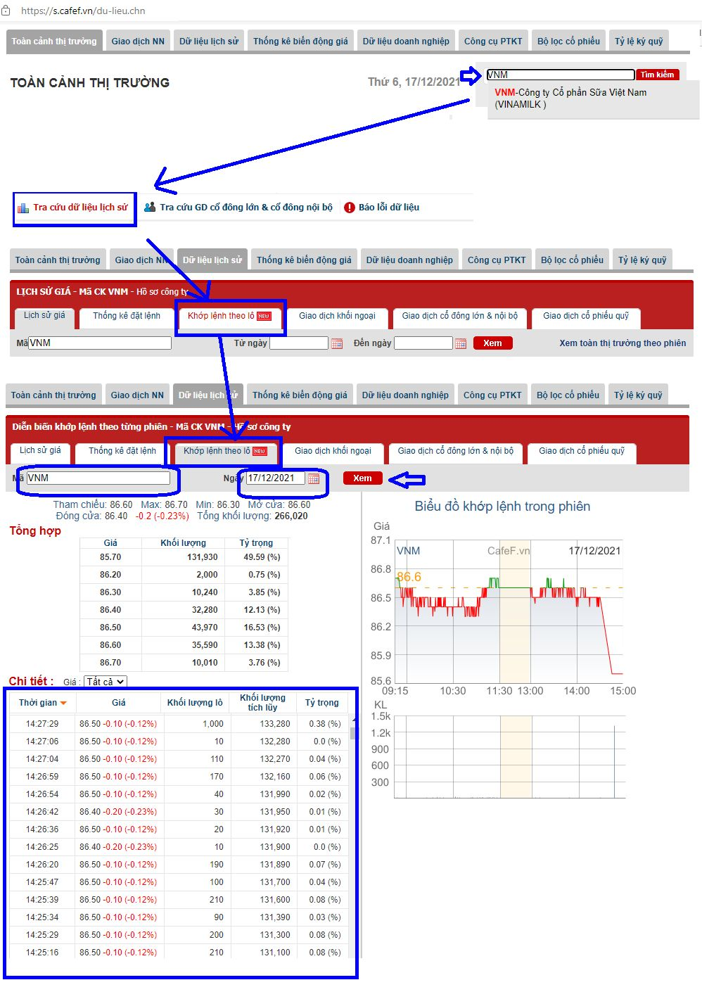 https://s.cafef.vn/du-lieu.chn
Toàn cảnh thị trường Giao dịch NN Dữ liệu lịch sử Thống kê biến động giá Dữ liệu doanh nghiệp Công cụ PTKT Bộ lọc cổ phiếu Tỷ lệ ký quỹ
TOÀN CẢNH THỊ TRƯỜNG Thứ 6, 17/12/2021 VNM Tìm kiếm
VNM-Công ty Cổ phần Sữa Việt Nam
(VINAMILK )
Tra cứu dữ liệu lịch sử Tra cứu GD cổ đông lớn & cổ đông nội bộ Báo lỗi dữ liệu
Toàn cảnh thị trường Giao dịch NN Dữ liệu lịch sử Thống kê biến động giá Dữ liệu doanh nghiệp Công cụ PTKT Bộ lọc cổ phiếu Tỷ lệ ký quỹ
LỊCH SỬ GIÁ - Mã CK VNM - Hồ sơ công ty
Lịch sử giá Thống kê đặt lệnh Khớp lệnh theo lô NEW Giao dịch khối ngoại Giao dịch cổ đông lớn & nội bộ Giao dịch cổ phiếu quỹ
Mã VNM Từ ngày Đến ngày Xem Xem toàn thị trường theo phiên
Toàn cảnh thị trường Giao dịch NN Dữ liệu lịch sử Thống kê biến động giá Dữ liệu doanh nghiệp Công cụ PTKT Bộ lọc cổ phiếu Tỷ lệ ký quỹ
Diễn biến khớp lệnh theo từng phiên - Mã CK VNM - Hồ sơ công ty
Lịch sử giá Thống kê đặt lệnh Khớp lệnh theo lô NEW Giao dịch khối ngoại Giao dịch cổ đông lớn & nội bộ Giao dịch cổ phiếu quỹ
Mã VNM Ngày 17/12/2021 Xem
Tham chiếu: 86.60 Max: 86.70 Min: 86.30 Mở cửa: 86.60
Đóng cửa: 86.40 -0.2 (-0.23%) Tổng khối lượng: 266,020
Tổng hợp
Giá Khối lượng Tỷ trọng
85.70 131,930 49.59 (%)
86.20 2,000 0.75 (%)
86.30 10,240 3.85 (%)
86.40 32,280 12.13 (%)
86.50 43,970 16.53 (%)
86.60 35,590 13.38 (%)
86.70 10,010 3.76 (%)
Chi tiết : Giá : Tất cả
Thời gian Giá Khối lượng lô Khối lượng tích lũy Tỷ trọng
14:27:29 86.50 -0.10 (-0.12%) 1,000 133,280 0.38 (%)
14:27:06 86.50 -0.10 (-0.12%) 10 132,280 0.0 (%)
14:27:04 86.50 -0.10 (-0.12%) 110 132,270 0.04 (%)
14:26:59 86.50 -0.10 (-0.12%) 170 132,160 0.06 (%)
14:26:54 86.50 -0.10 (-0.12%) 40 131,990 0.02 (%)
14:26:42 86.40 -0.20 (-0.23%) 30 131,950 0.01 (%)
14:26:36 86.50 -0.10 (-0.12%) 20 131,920 0.01 (%)
14:26:25 86.40 -0.20 (-0.23%) 10 131,900 0.0 (%)
14:26:20 86.50 -0.10 (-0.12%) 190 131,890 0.07 (%)
14:25:47 86.50 -0.10 (-0.12%) 100 131,700 0.04 (%)
14:25:39 86.50 -0.10 (-0.12%) 210 131,600 0.08 (%)
14:25:34 86.50 -0.10 (-0.12%) 90 131,390 0.03 (%)
14:25:29 86.50 -0.10 (-0.12%) 200 131,300 0.08 (%)
14:25:16 86.50 -0.10 (-0.12%) 210 131,100 0.08 (%)
Biểu đồ khớp lệnh trong phiên
Giá
VNM CafeF.vn 17/12/2021
86.6
87.1
86.8
86.5
86.2
85.9
85.6
09:15 10:30 11:30 13:00 14:00 15:00
KL
1.5k
1.2k
900
600
300